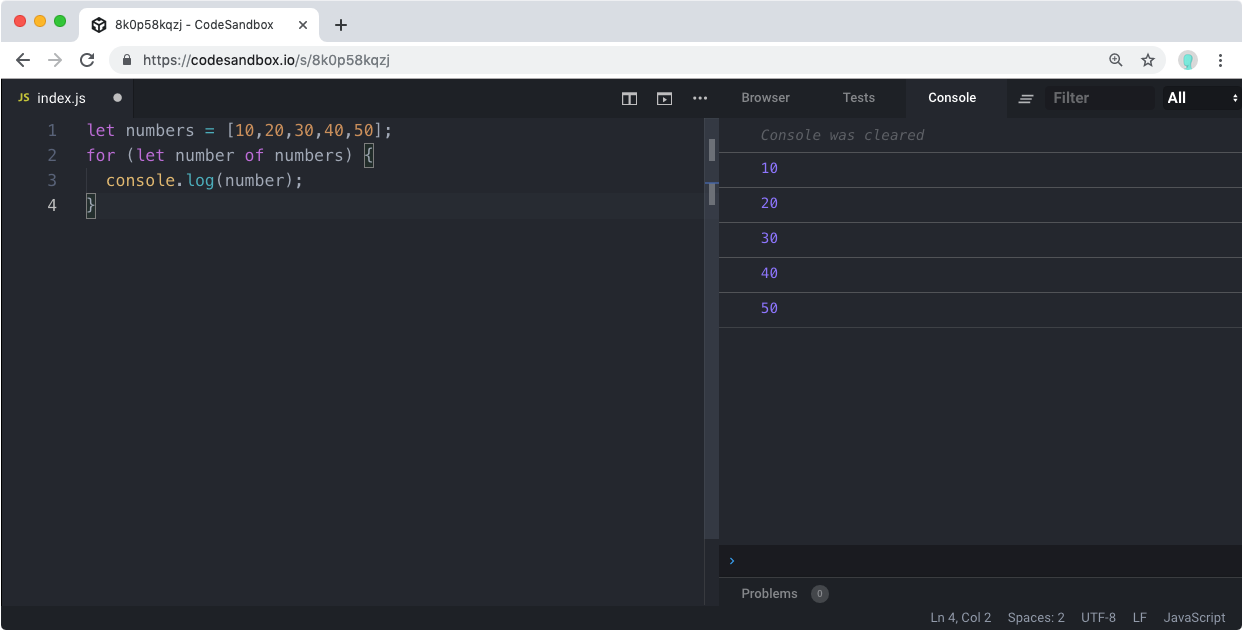 8k0p58kqzj - CodeSandbox
https://codesandbox.io/s/8k0p58kqzj
JS index.js
Browser Tests Console Filter All
1 let numbers = [10,20,30,40,50];
2 for (let number of numbers) {
3 console.log(number);
4 }
Console was cleared
10
20
30
40
50
Problems 0
Ln 4, Col 2 Spaces: 2 UTF-8 LF JavaScript